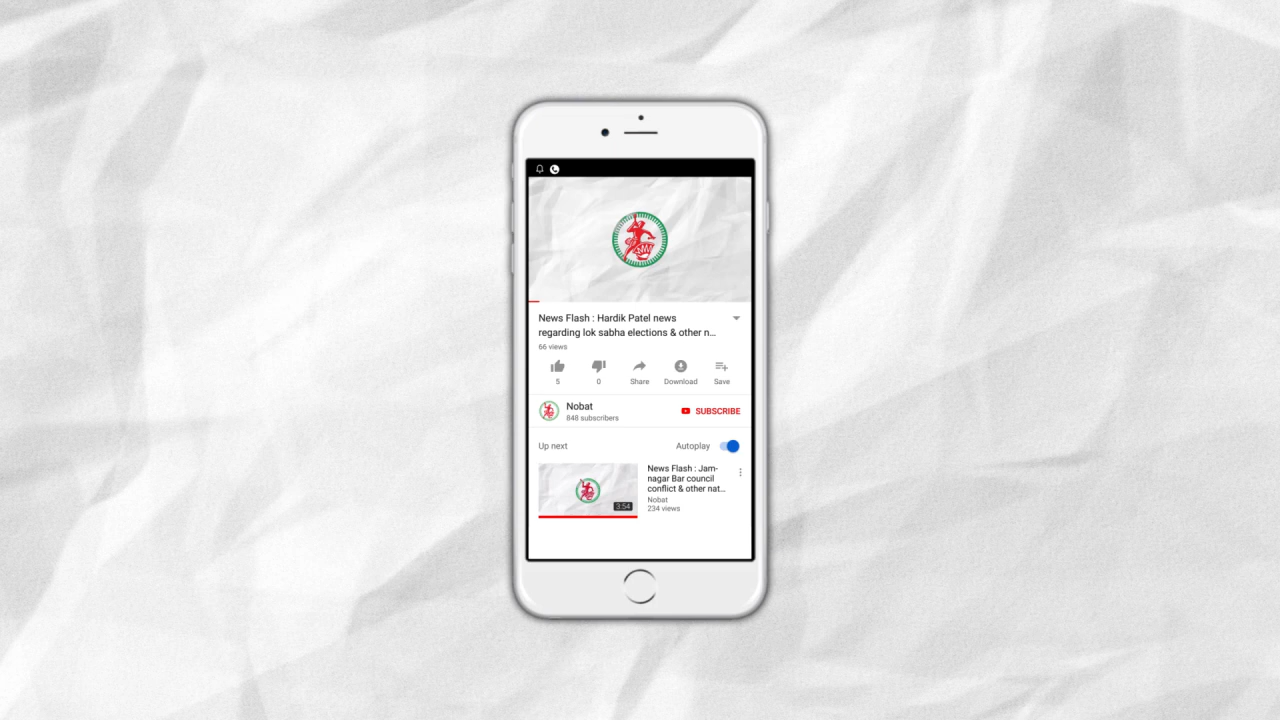 News Flash : Hardik Patel news
regarding lok sabha elections & other n...
66 views
5
0
Share
Download
Save
Nobat
848 subscribers
SUBSCRIBE
Up next
Autoplay
3:54
News Flash : Jam-
nagar Bar council
conflict & other nat...
Nobat
234 views